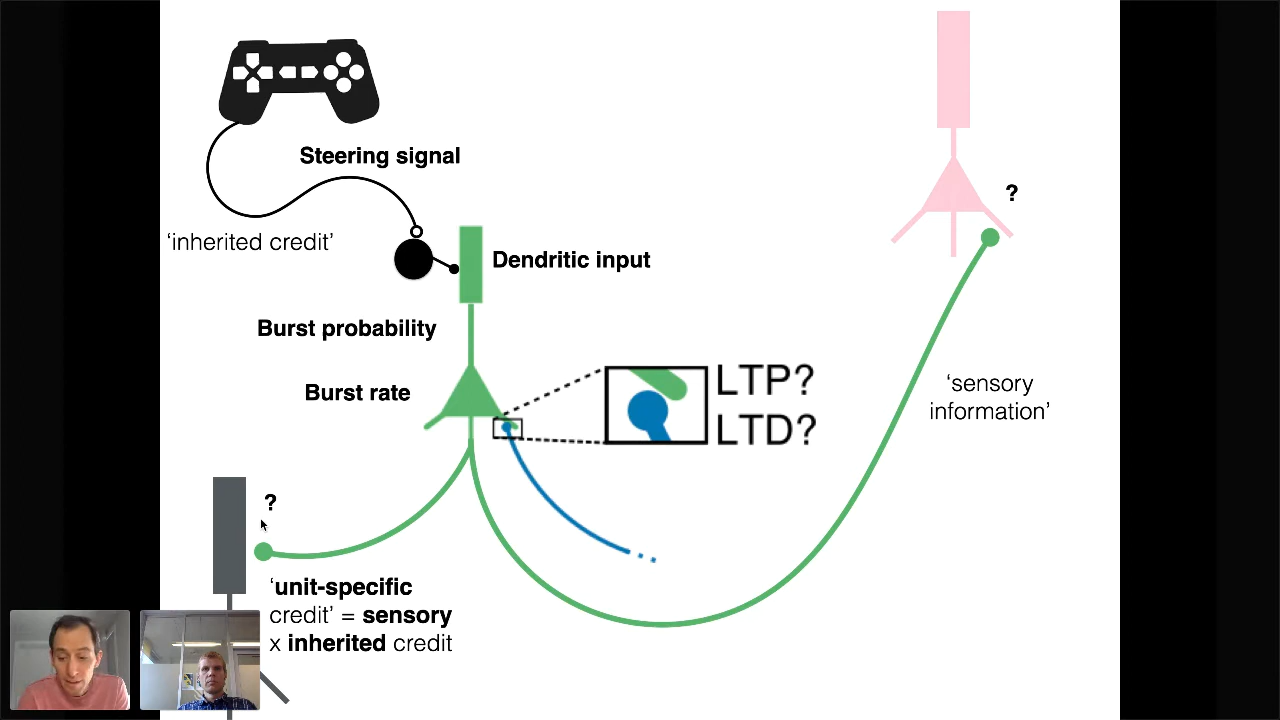 Steering signal
'inherited credit'
Dendritic input
Burst probability
Burst rate
LTP?
LTD?
?
'sensory
information'
?
'unit-specific
credit' = sensory
x inherited credit